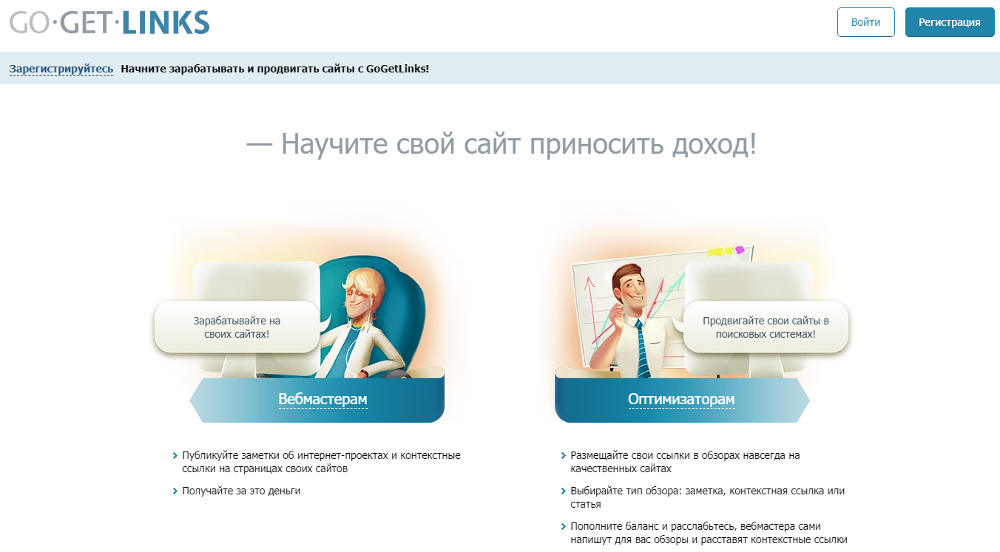 GO·GET·LINKS
Войти
Регистрация
Зарегистрируйтесь Начните зарабатывать и продвигать сайты с GoGetLinks!
— Научите свой сайт приносить доход!
Зарабатывайте на
своих сайтах!
Вебмастерам
Публикуйте заметки об интернет-проектах и контекстные
ссылки на страницах своих сайтов
Получайте за это деньги
Продвигайте свои сайты в
поисковых системах!
Оптимизаторам
Размещайте свои ссылки в обзорах навсегда на
качественных сайтах
Выбирайте тип обзора: заметка, контекстная ссылка или
статья
Пополните баланс и расслабьтесь, вебмастера сами
напишут для вас обзоры и расставят контекстные ссылки